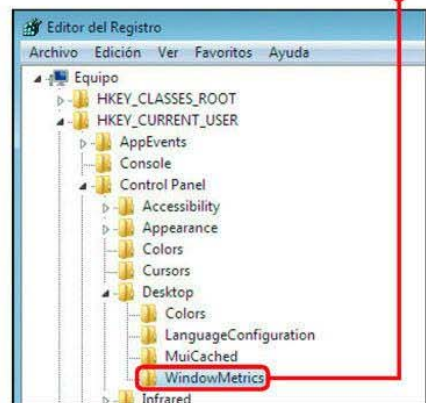 Editor del Registro
Archivo Edición Ver Favoritos Ayuda
Equipo
HKEY_CLASSES_ROOT
HKEY_CURRENT_USER
AppEvents
Console
Control Panel
Accessibility
Appearance
Colors
Cursors
Desktop
Colors
LanguageConfiguration
MuiCached
WindowMetrics
Infrared